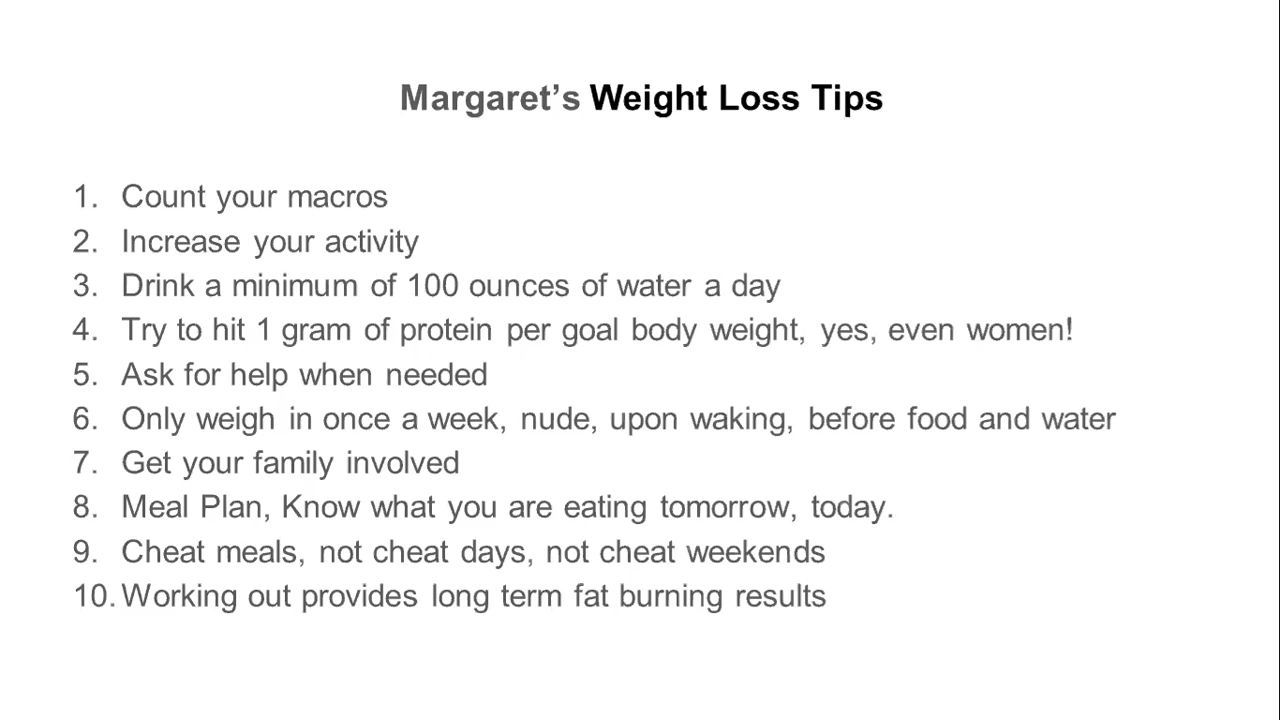 Margaret’s Weight Loss Tips
1. Count your macros
2. Increase your activity
3. Drink a minimum of 100 ounces of water a day
4. Try to hit 1 gram of protein per goal body weight, yes, even women!
5. Ask for help when needed
6. Only weigh in once a week, nude, upon waking, before food and water
7. Get your family involved
8. Meal Plan, Know what you are eating tomorrow, today.
9. Cheat meals, not cheat days, not cheat weekends
10. Working out provides long term fat burning results